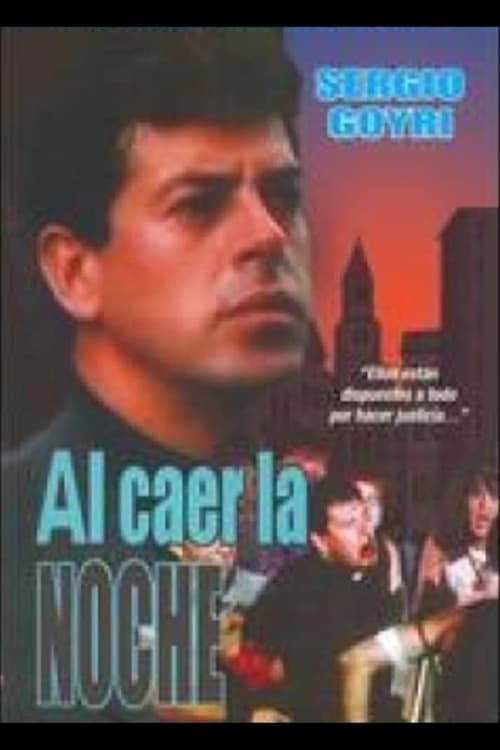 SERGIO
GOYRI
"Ellos están
dispuestos a todo
por hacer justicia..."
Al caer la
NOCHE